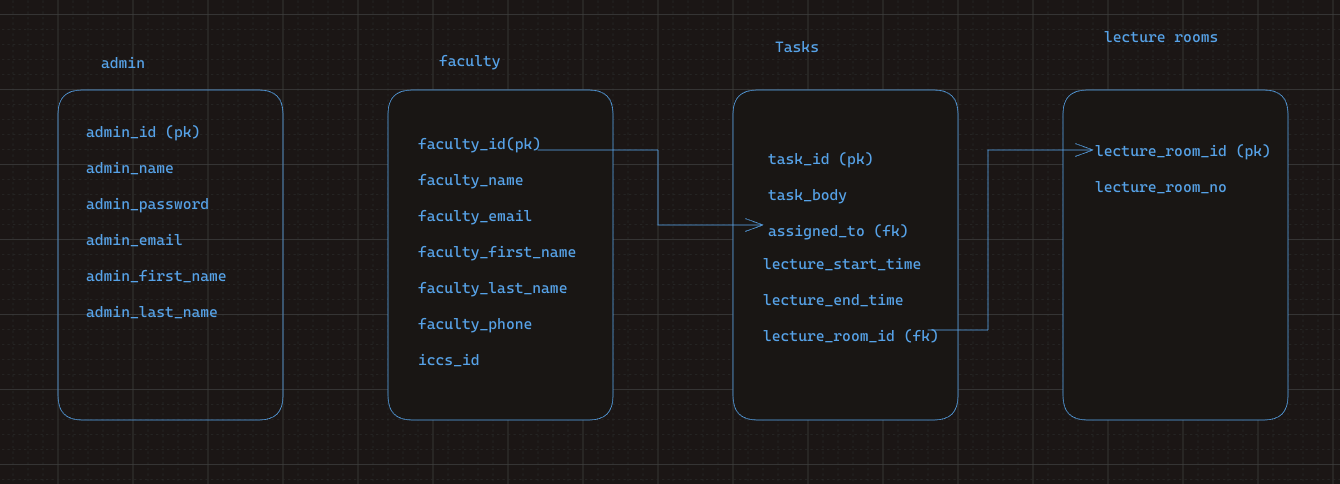 admin
admin_id (pk)
admin_name
admin_password
admin_email
admin_first_name
admin_last_name
faculty
faculty_id(pk)
faculty_name
faculty_email
faculty_first_name
faculty_last_name
faculty_phone
iccs_id
Tasks
task_id (pk)
task_body
assigned_to (fk)
lecture_start_time
lecture_end_time
lecture_room_id (fk)
lecture rooms
lecture_room_id (pk)
lecture_room_no